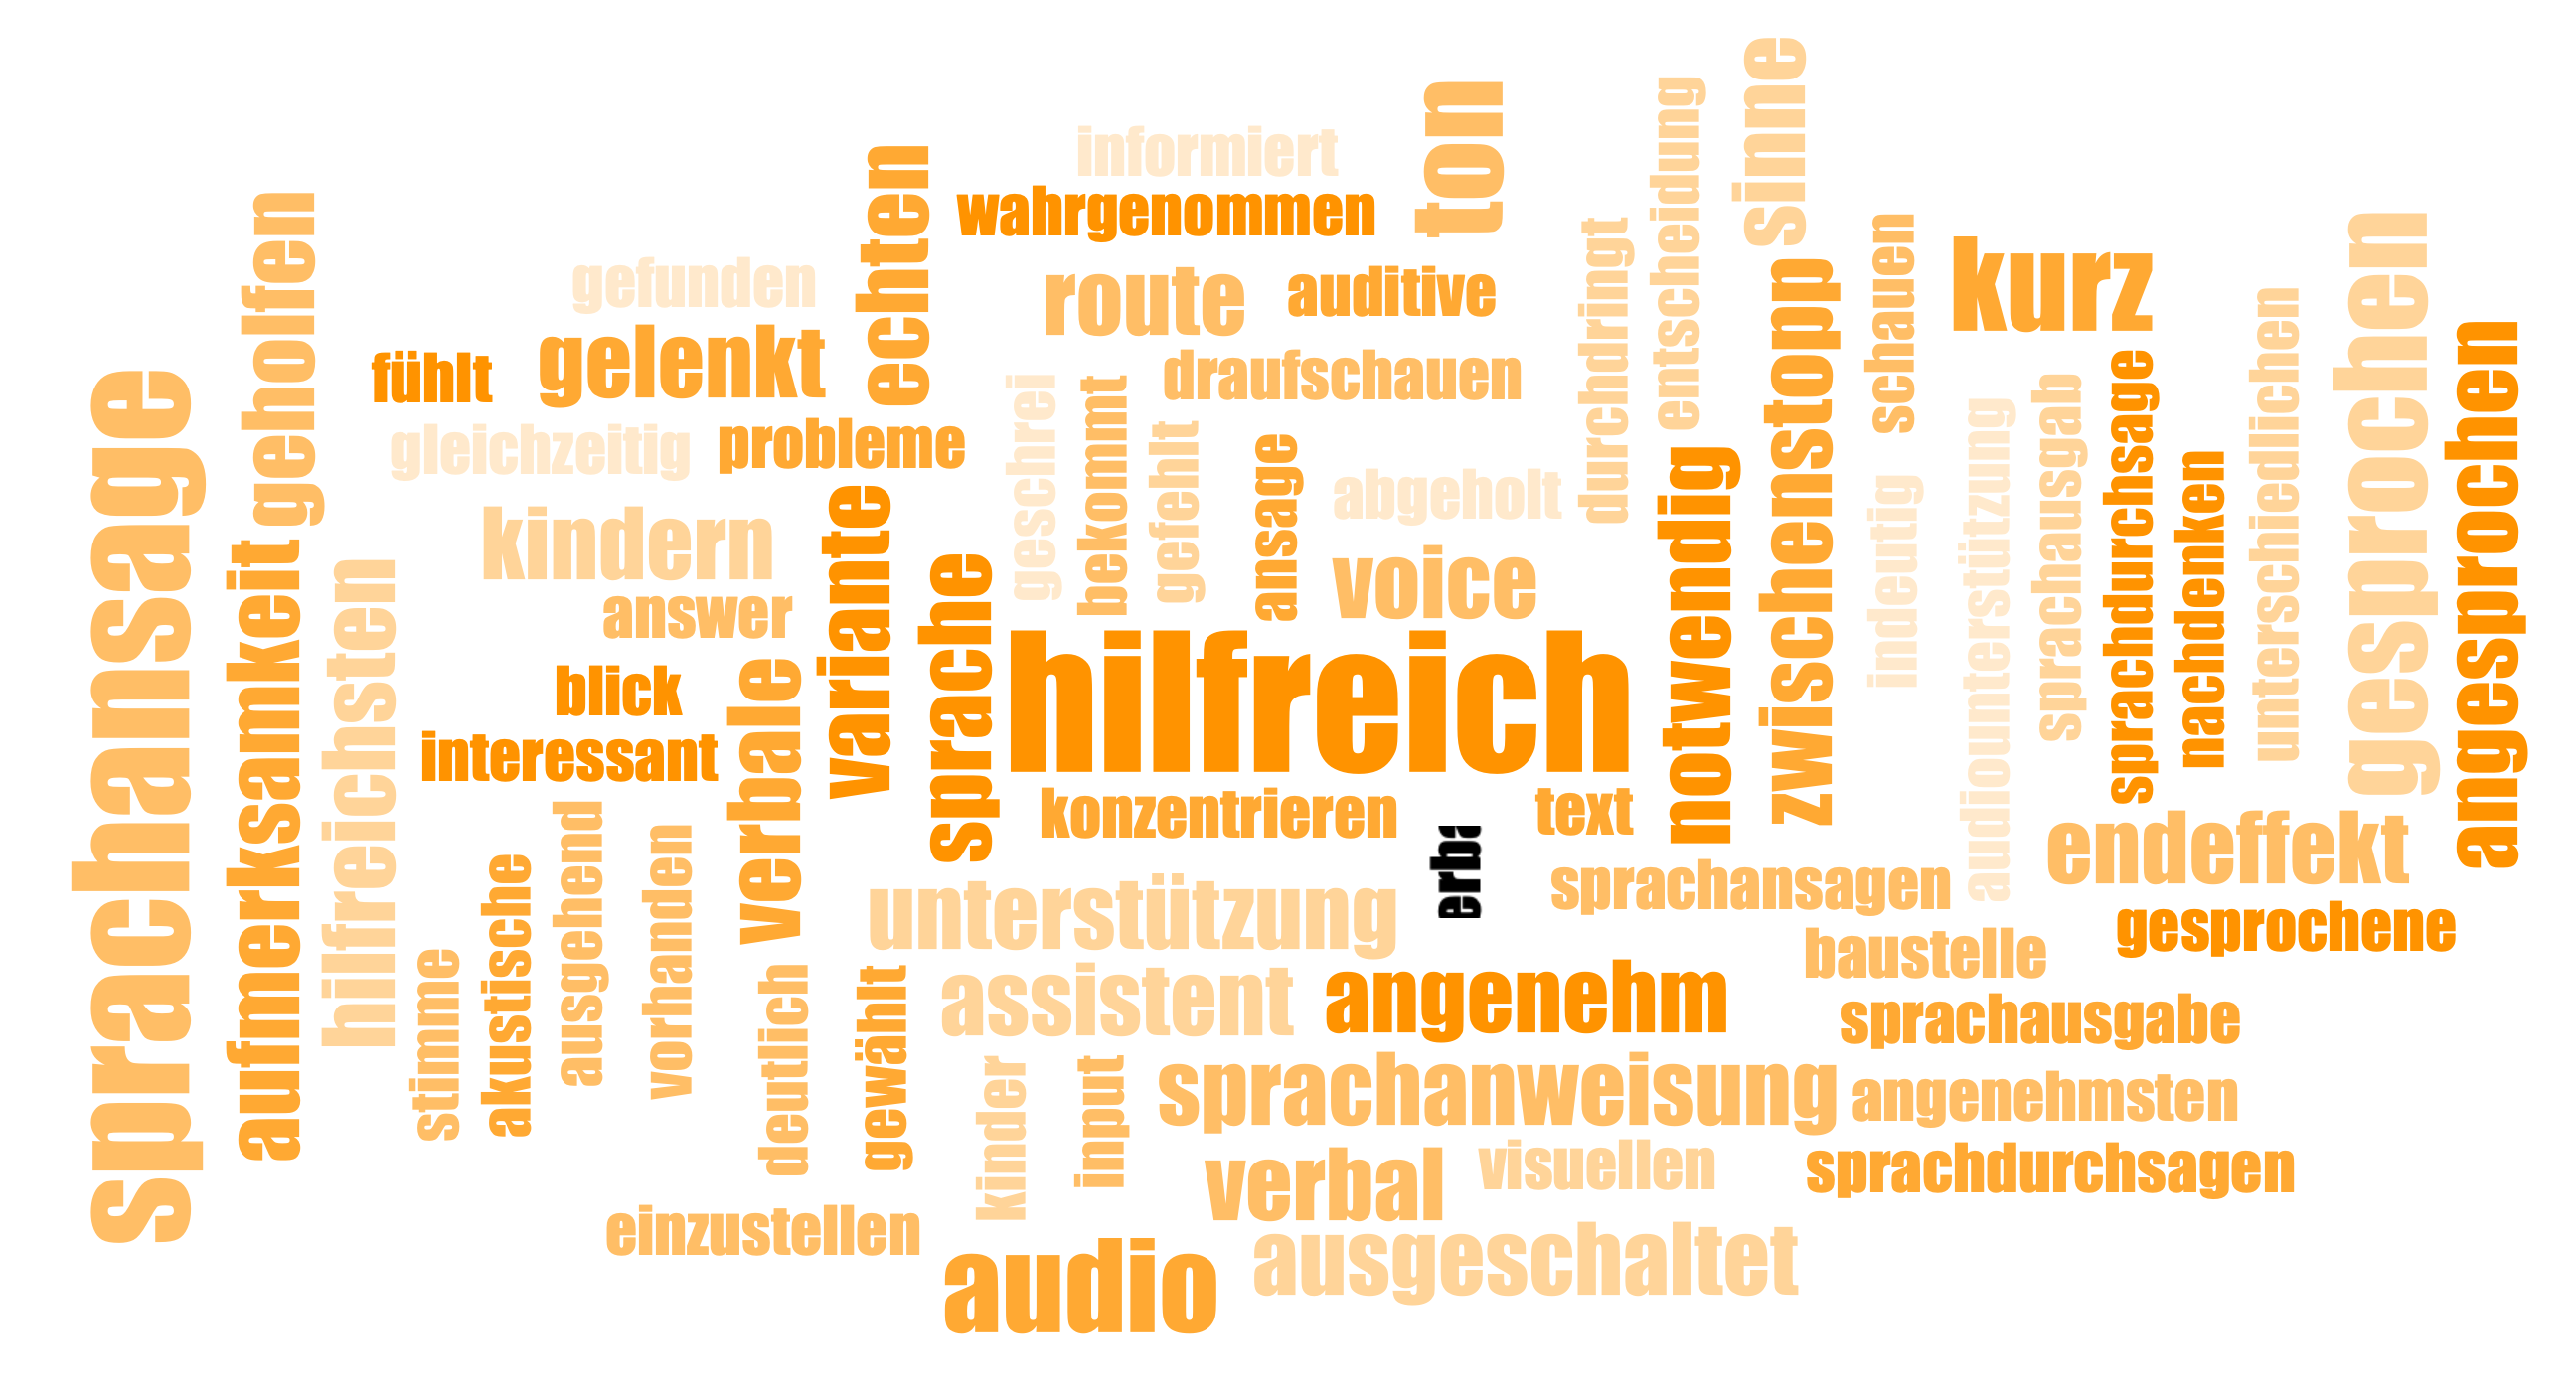 sprachansage
aufmerksamkeit
geholfen
hilfreichsten
fühlt
gefunden
gelenkt
gleichzeitig
probleme
kindern
answer
blick
interessant
stimme
akustische
ausgehend
vorhanden
verbale
deutlich
gewählt
einzustellen
echten
variante
sprache
informiert
wahrgenommen
route
auditive
draufschauen
geschrei
bekommt
gefehlt
ansage
abgeholt
voice
ton
hilfreich
konzentrieren
erba
text
unterstützung
assistent
angenehm
kinder
input
sprachanweisung
verbal
visuellen
audio
ausgeschaltet
durchdringt
entscheidung
sinne
notwendig
zwischenstopp
schauen
kurz
indeutig
audiounterstützung
sprachausgab
sprachdurchsage
nachdenken
unterschiedlichen
gesprochen
angesprochen
endeffekt
sprachansagen
gesprochene
baustelle
sprachausgabe
angenehmsten
sprachdurchsagen